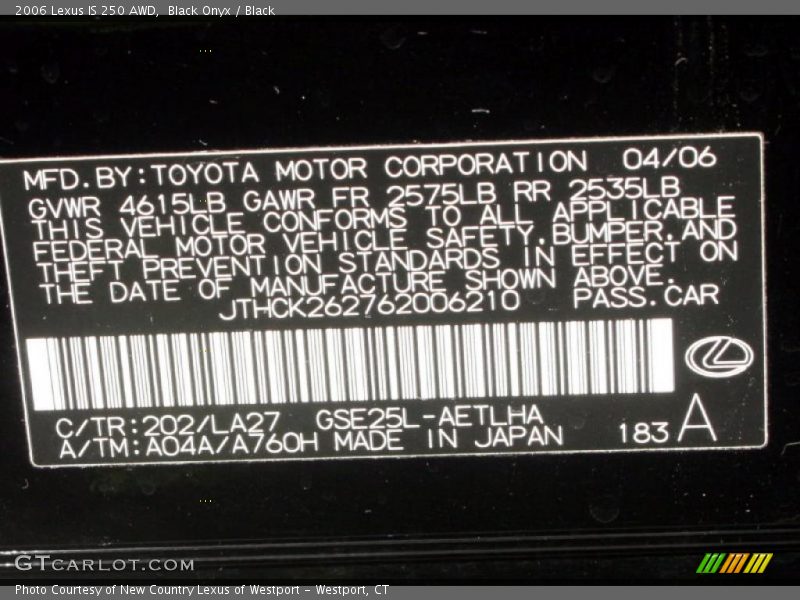 2006 Lexus IS 250 AWD,  Black Onyx / Black
MFD.BY:TOYOTA MOTOR CORPORATION 04/06
GVWR 4615LB GAWR FR 2575LB RR 2535LB
THIS VEHICLE CONFORMS TO ALL APPLICABLE
FEDERAL MOTOR VEHICLE SAFETY,BUMPER,AND
THEFT PREVENTION STANDARDS IN EFFECT ON
THE DATE OF MANUFACTURE SHOWN ABOVE.
JTHCK262762006210 PASS.CAR
C/TR:202/LA27 GSE25L-AETLHA
A/TM:A04A/A760H MADE IN JAPAN 183 A
GTCARLOT.COM
Photo Courtesy of New Country Lexus of Westport - Westport, CT